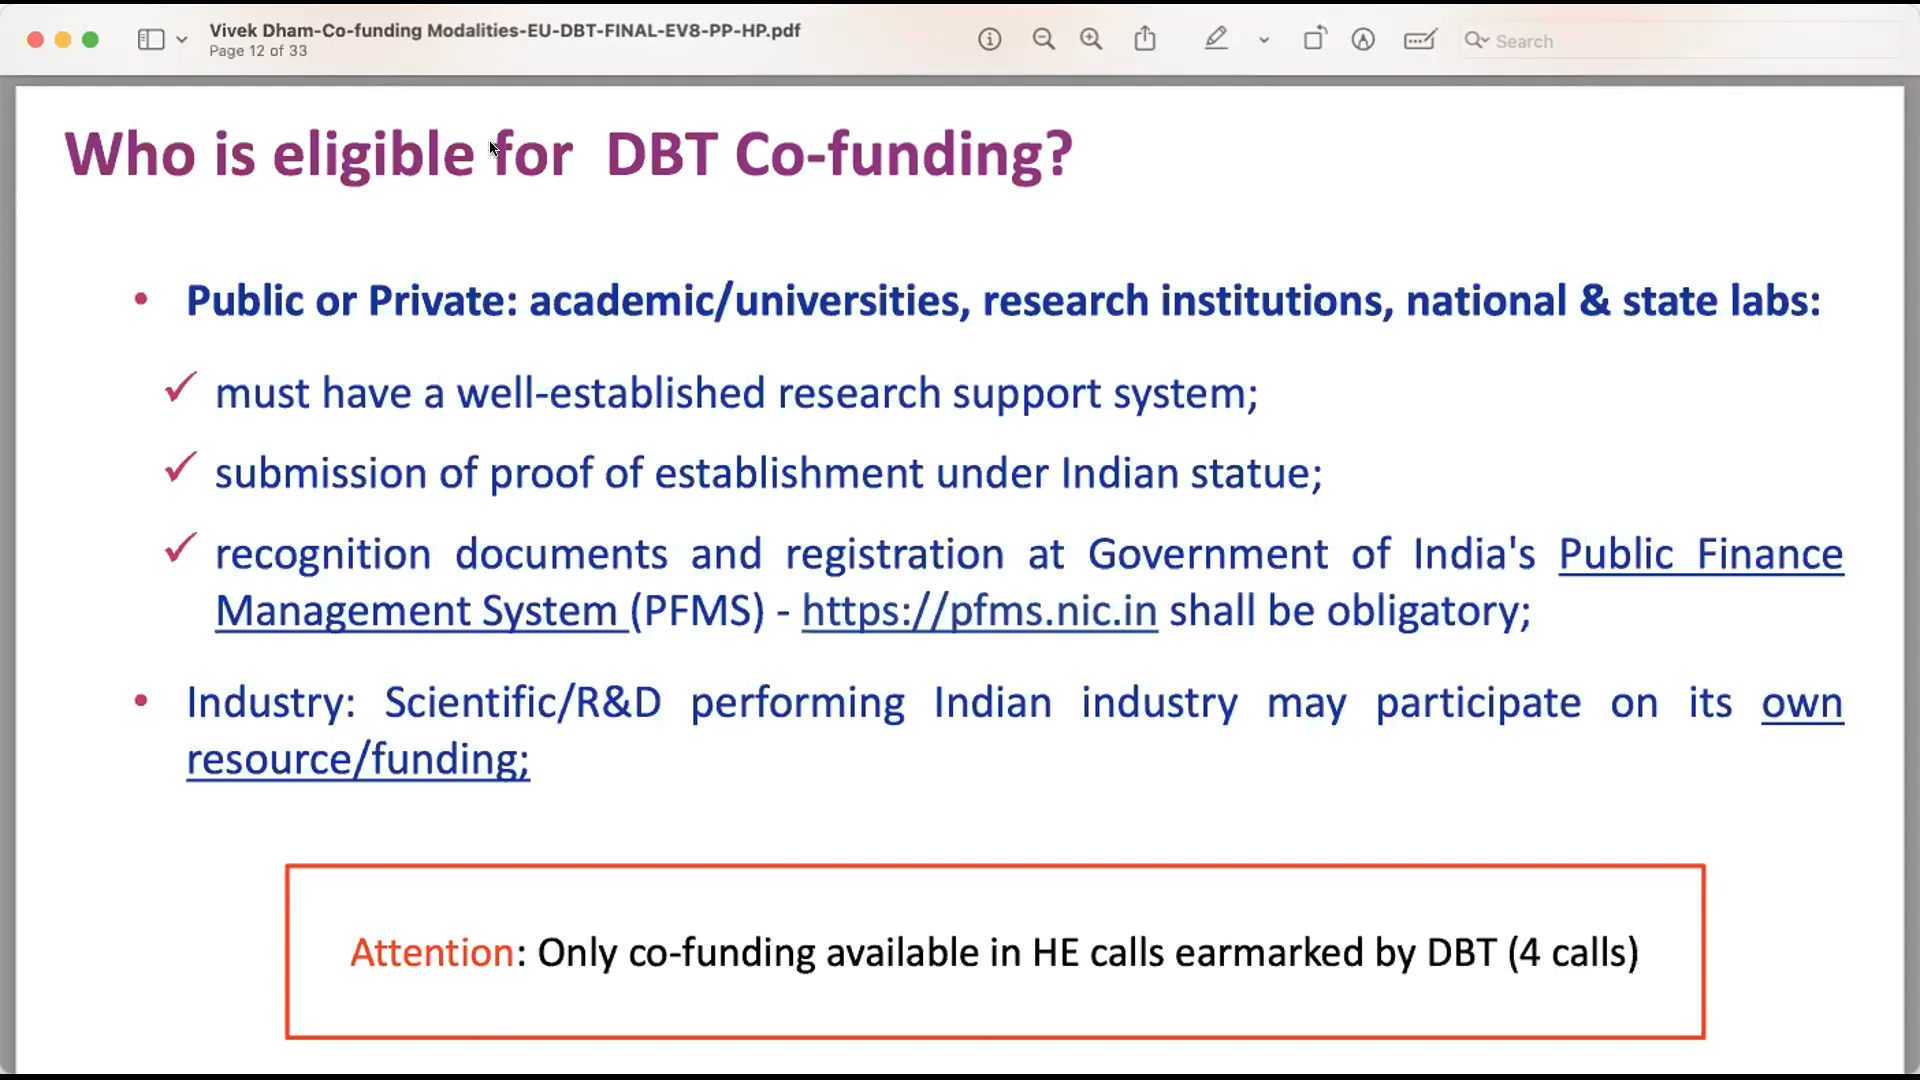 Vivek Dham-Co-funding Modalities-EU-DBT-FINAL-EV8-PP-HP.pdf
Page 12 of 33
Search
Who is eligible for DBT Co-funding?
• Public or Private: academic/universities, research institutions, national & state labs:
✓ must have a well-established research support system;
✓ submission of proof of establishment under Indian statue;
✓ recognition documents and registration at Government of India's Public Finance
Management System (PFMS) - https://pfms.nic.in shall be obligatory;
• Industry: Scientific/R&D performing Indian industry may participate on its own
resource/funding;
Attention: Only co-funding available in HE calls earmarked by DBT (4 calls)